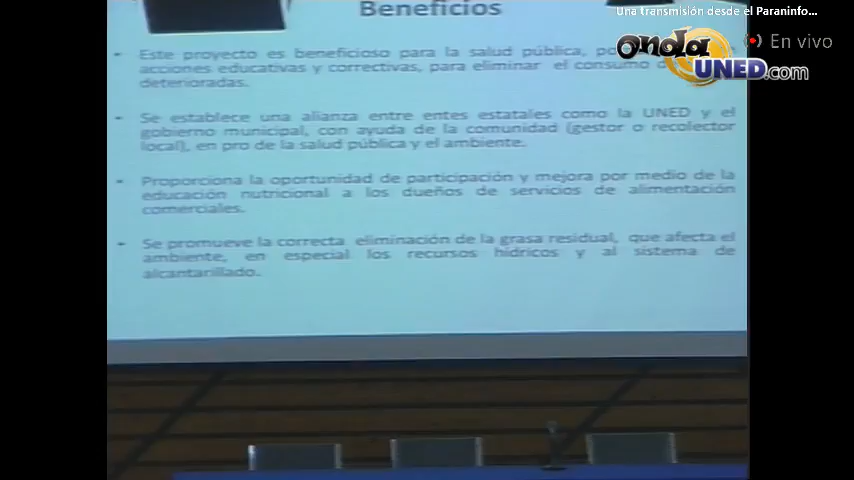 Una transmisión desde el Paraninfo...
En vivo
onda
UNED.com
Beneficios
Este proyecto es beneficioso para la salud pública,
acciones educativas y correctivas, para eliminar el consumo
deterioradas.
Se establece una alianza entre entes estatales como la UNED y el
gobierno municipal, con ayuda de la comunidad (gestor o recolector
local), en pro de la salud pública y el ambiente.
Proporciona la oportunidad de participación y mejora por medio de la
educación nutricional a los dueños de servicios de alimentación
comerciales.
Se promueve la correcta eliminación de la grasa residual, que afecta el
ambiente, en especial los recursos hídricos y al sistema de
alcantarillado.